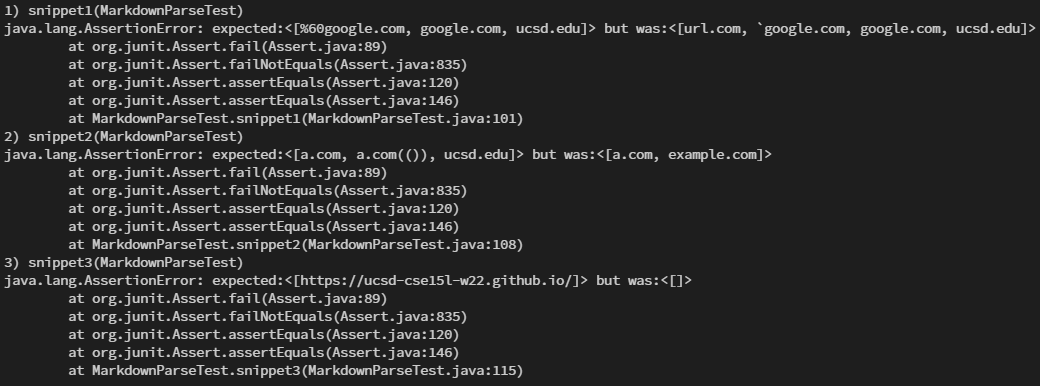 1) snippet1(MarkdownParseTest)
java.lang.AssertionError: expected:<[%60google.com, google.com, ucsd.edu]> but was:<[url.com, `google.com, google.com, ucsd.edu]>
        at org.junit.Assert.fail(Assert.java:89)
        at org.junit.Assert.failNotEquals(Assert.java:835)
        at org.junit.Assert.assertEquals(Assert.java:120)
        at org.junit.Assert.assertEquals(Assert.java:146)
        at MarkdownParseTest.snippet1(MarkdownParseTest.java:101)
2) snippet2(MarkdownParseTest)
java.lang.AssertionError: expected:<[a.com, a.com(()), ucsd.edu]> but was:<[a.com, example.com]>
        at org.junit.Assert.fail(Assert.java:89)
        at org.junit.Assert.failNotEquals(Assert.java:835)
        at org.junit.Assert.assertEquals(Assert.java:120)
        at org.junit.Assert.assertEquals(Assert.java:146)
        at MarkdownParseTest.snippet2(MarkdownParseTest.java:108)
3) snippet3(MarkdownParseTest)
java.lang.AssertionError: expected:<[https://ucsd-cse15l-w22.github.io/]> but was:<[]>
        at org.junit.Assert.fail(Assert.java:89)
        at org.junit.Assert.failNotEquals(Assert.java:835)
        at org.junit.Assert.assertEquals(Assert.java:120)
        at org.junit.Assert.assertEquals(Assert.java:146)
        at MarkdownParseTest.snippet3(MarkdownParseTest.java:115)